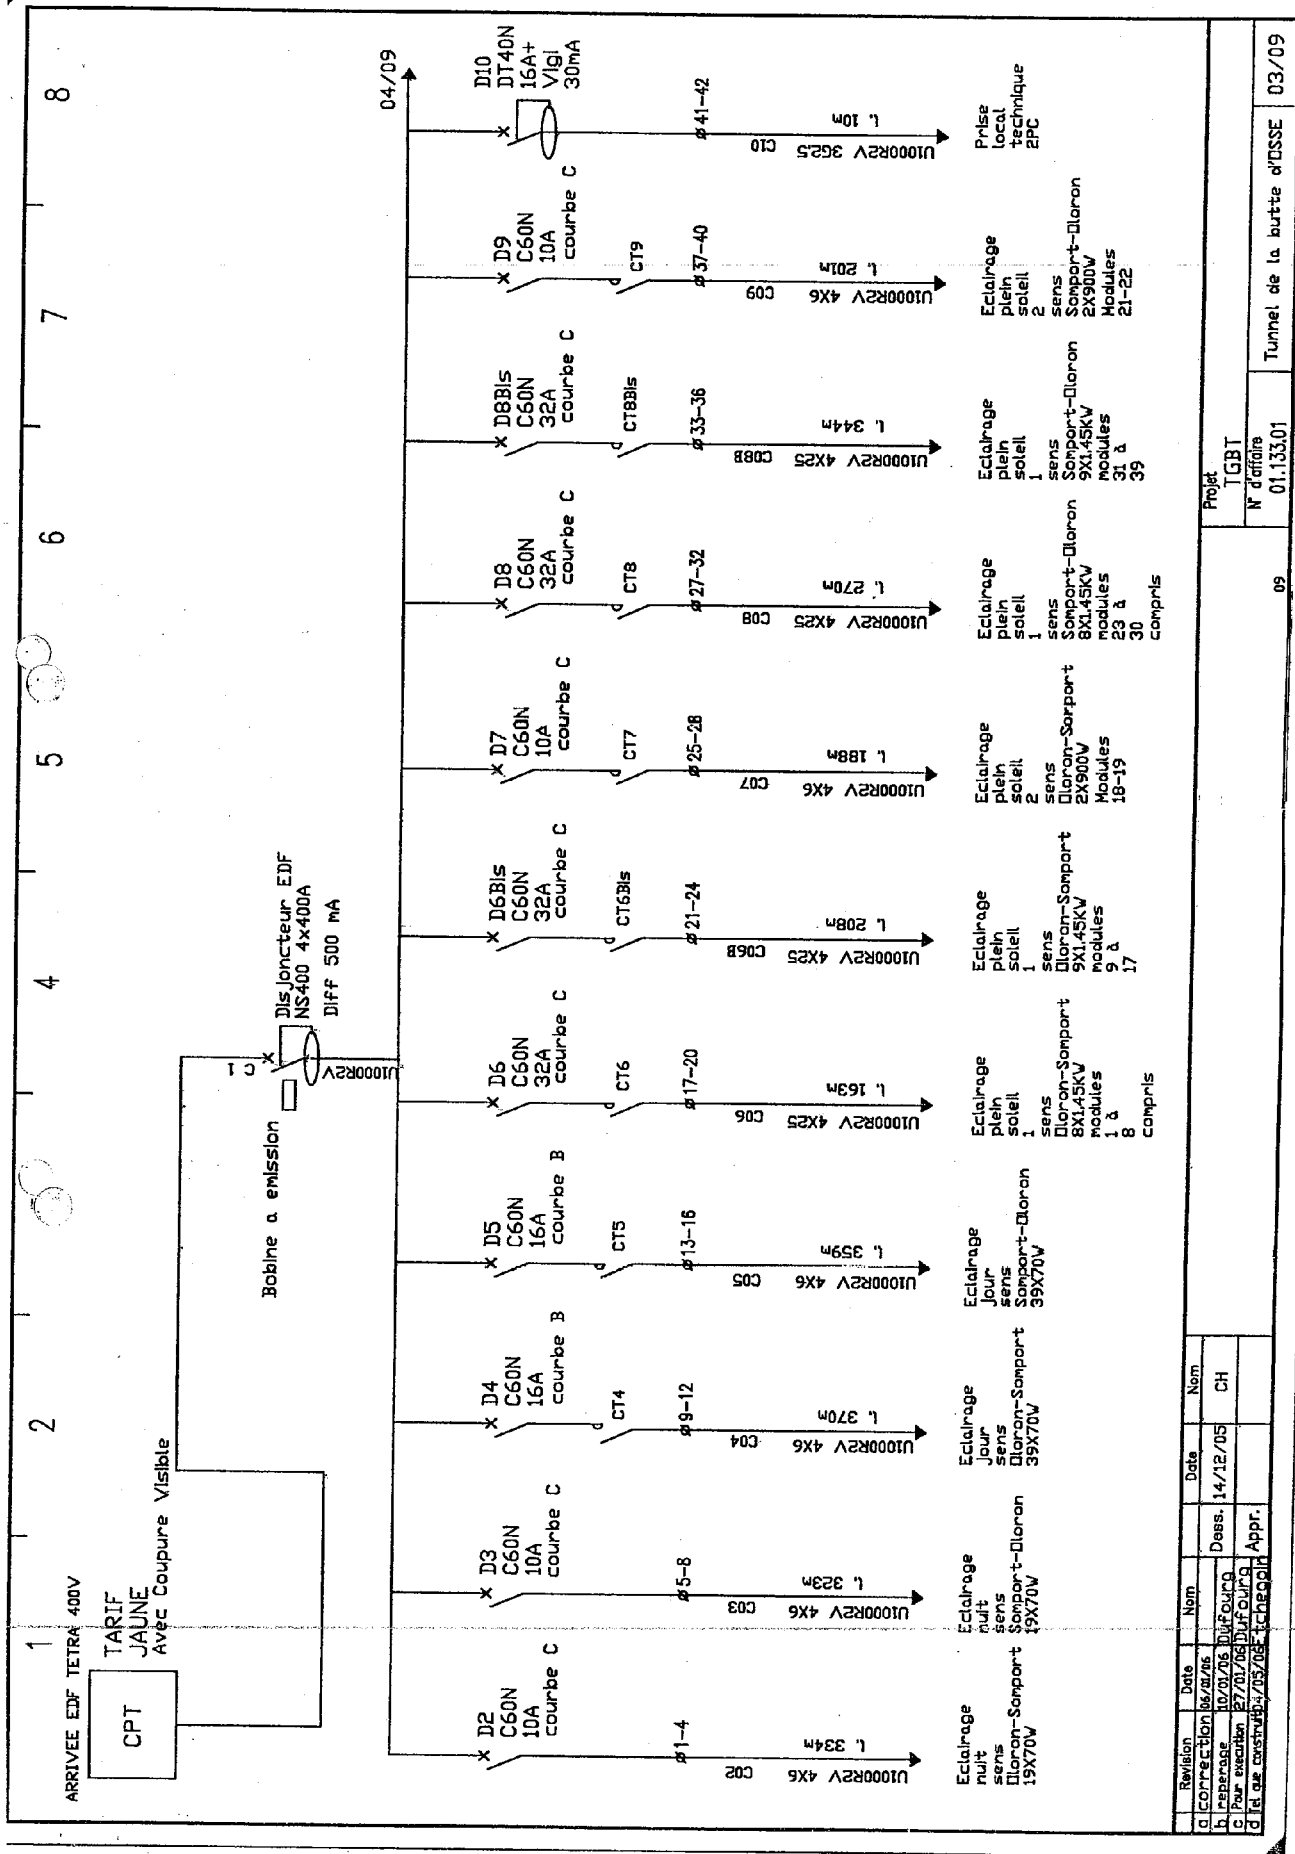 1
2
4
5
6
7
8
ARRIVEE EDF TETRA 400V
CPT
TARIF
JAUNE
Avec Coupure Visible
Bobine a emission
C 1
U1000R2V
Disjoncteur EDF
NS400 4x400A
Diff 500 mA
04/09
D2
C60N
10A
courbe C
ø1-4
C02
U1000R2V 4X6
L 334m
Eclairage
nuit
sens
Oloron-Somport
19X70W
D3
C60N
10A
courbe C
ø5-8
C03
U1000R2V 4X6
L 323m
Eclairage
nuit
sens
Somport-Oloron
19X70W
D4
C60N
16A
courbe B
CT4
ø9-12
C04
U1000R2V 4X6
L 370m
Eclairage
jour
sens
Oloron-Somport
39X70W
D5
C60N
16A
courbe B
CT5
ø13-16
C05
U1000R2V 4X6
L 359m
Eclairage
jour
sens
Somport-Oloron
39X70W
D6
C60N
32A
courbe C
CT6
ø17-20
C06
U1000R2V 4X25
L 163m
Eclairage
plein
soleil
1
sens
Oloron-Somport
8X1.45KW
modules
1 à
8
compris
D6Bis
C60N
32A
courbe C
CT6Bis
ø21-24
C06B
U1000R2V 4X25
L 208m
Eclairage
plein
soleil
1
sens
Oloron-Somport
9X1.45KW
modules
9 à
17
D7
C60N
10A
courbe C
CT7
ø25-28
C07
U1000R2V 4X6
L 188m
Eclairage
plein
soleil
2
sens
Oloron-Somport
2X900W
Modules
18-19
D8
C60N
32A
courbe C
CT8
ø27-32
C08
U1000R2V 4X25
L 270m
Eclairage
plein
soleil
1
sens
Somport-Oloron
8X1.45KW
modules
23 à
30
compris
D8Bis
C60N
32A
courbe C
CT8Bis
ø33-36
C08B
U1000R2V 4X25
L 344m
Eclairage
plein
soleil
1
sens
Somport-Oloron
9X1.45KW
modules
31 à
39
D9
C60N
10A
courbe C
CT9
ø37-40
C09
U1000R2V 4X6
L 201m
Eclairage
plein
soleil
2
sens
Somport-Oloron
2X900W
Modules
21-22
D10
DT40N
16A+
Vigi
30mA
ø41-42
C10
U1000R2V 3G2.5
L 10m
Prise
local
technique
2PC
Revision Date Nom Date Nom
a correction 06/01/06
b reperage 10/01/06 Dufourg Dess. 14/12/05 CH
c Pour execution 27/01/06 Dufourg
d Tel que construit 04/05/06 Etchegoin Appr.
09
Projet
TGBT
N° d'affaire
01.133.01
Tunnel de la butte d'OSSE
03/09